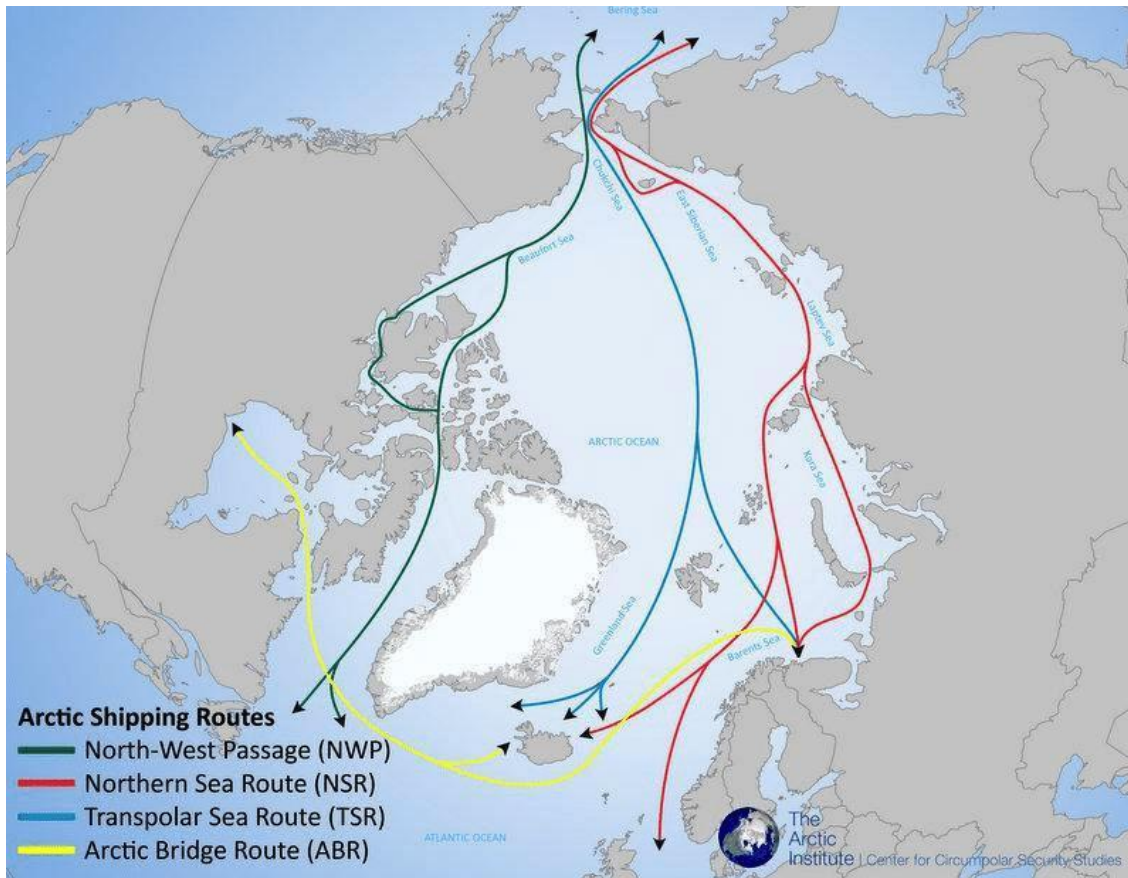 Bering Sea
Chukchi Sea
East Siberian Sea
Beaufort Sea
Laptev Sea
ARCTIC OCEAN
Kara Sea
Greenland Sea
Barents Sea
Arctic Shipping Routes
North-West Passage (NWP)
Northern Sea Route (NSR)
Transpolar Sea Route (TSR)
Arctic Bridge Route (ABR)
ATLANTIC OCEAN
The
Arctic
Institute | Center for Circumpolar Security Studies